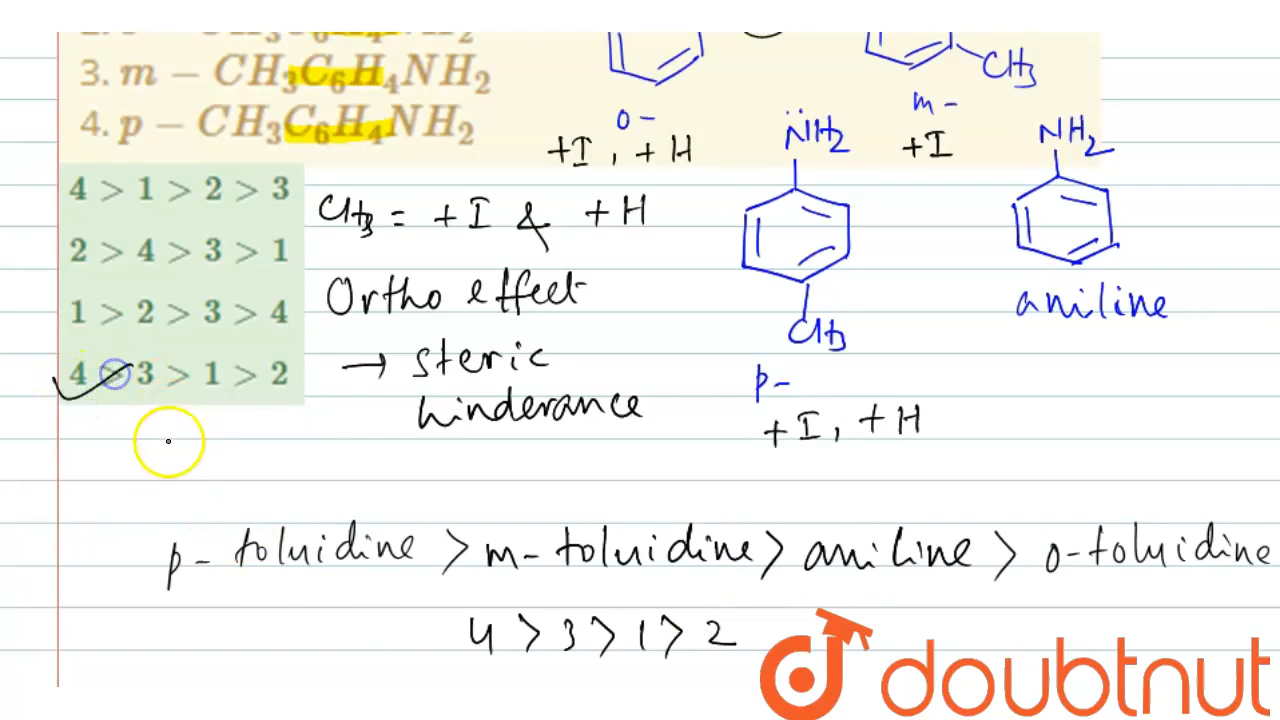 3. m − CH₃C₆H₄NH₂
4. p − CH₃C₆H₄NH₂
4 > 1 > 2 > 3
2 > 4 > 3 > 1
1 > 2 > 3 > 4
4 > 3 > 1 > 2
CH₃ = +I & +H
Ortho effect
→ steric
hinderance
o −
+I, +H
CH₃
m −
+I
N̈H₂
CH₃
p −
+I, +H
NH₂
aniline
p - toluidine > m - toluidine > aniline > o - toluidine
4 > 3 > 1 > 2
doubtnut